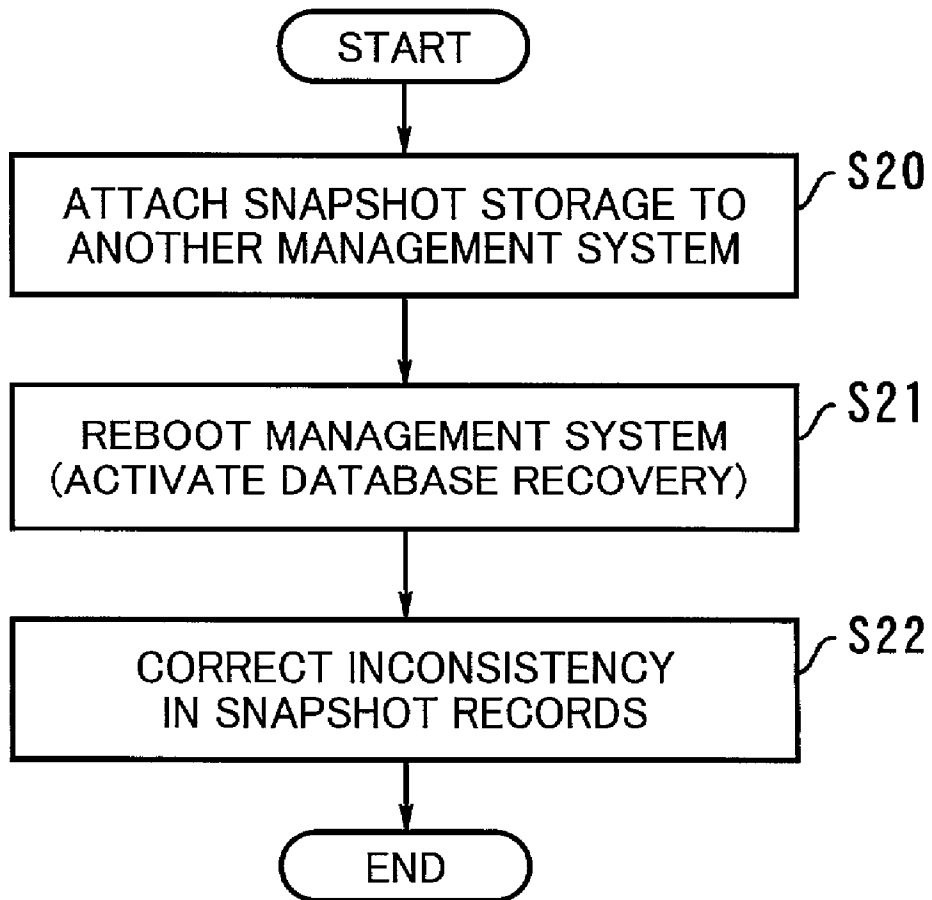 START
ATTACH SNAPSHOT STORAGE TO
ANOTHER MANAGEMENT SYSTEM
S20
REBOOT MANAGEMENT SYSTEM
(ACTIVATE DATABASE RECOVERY)
S21
CORRECT INCONSISTENCY
IN SNAPSHOT RECORDS
S22
END